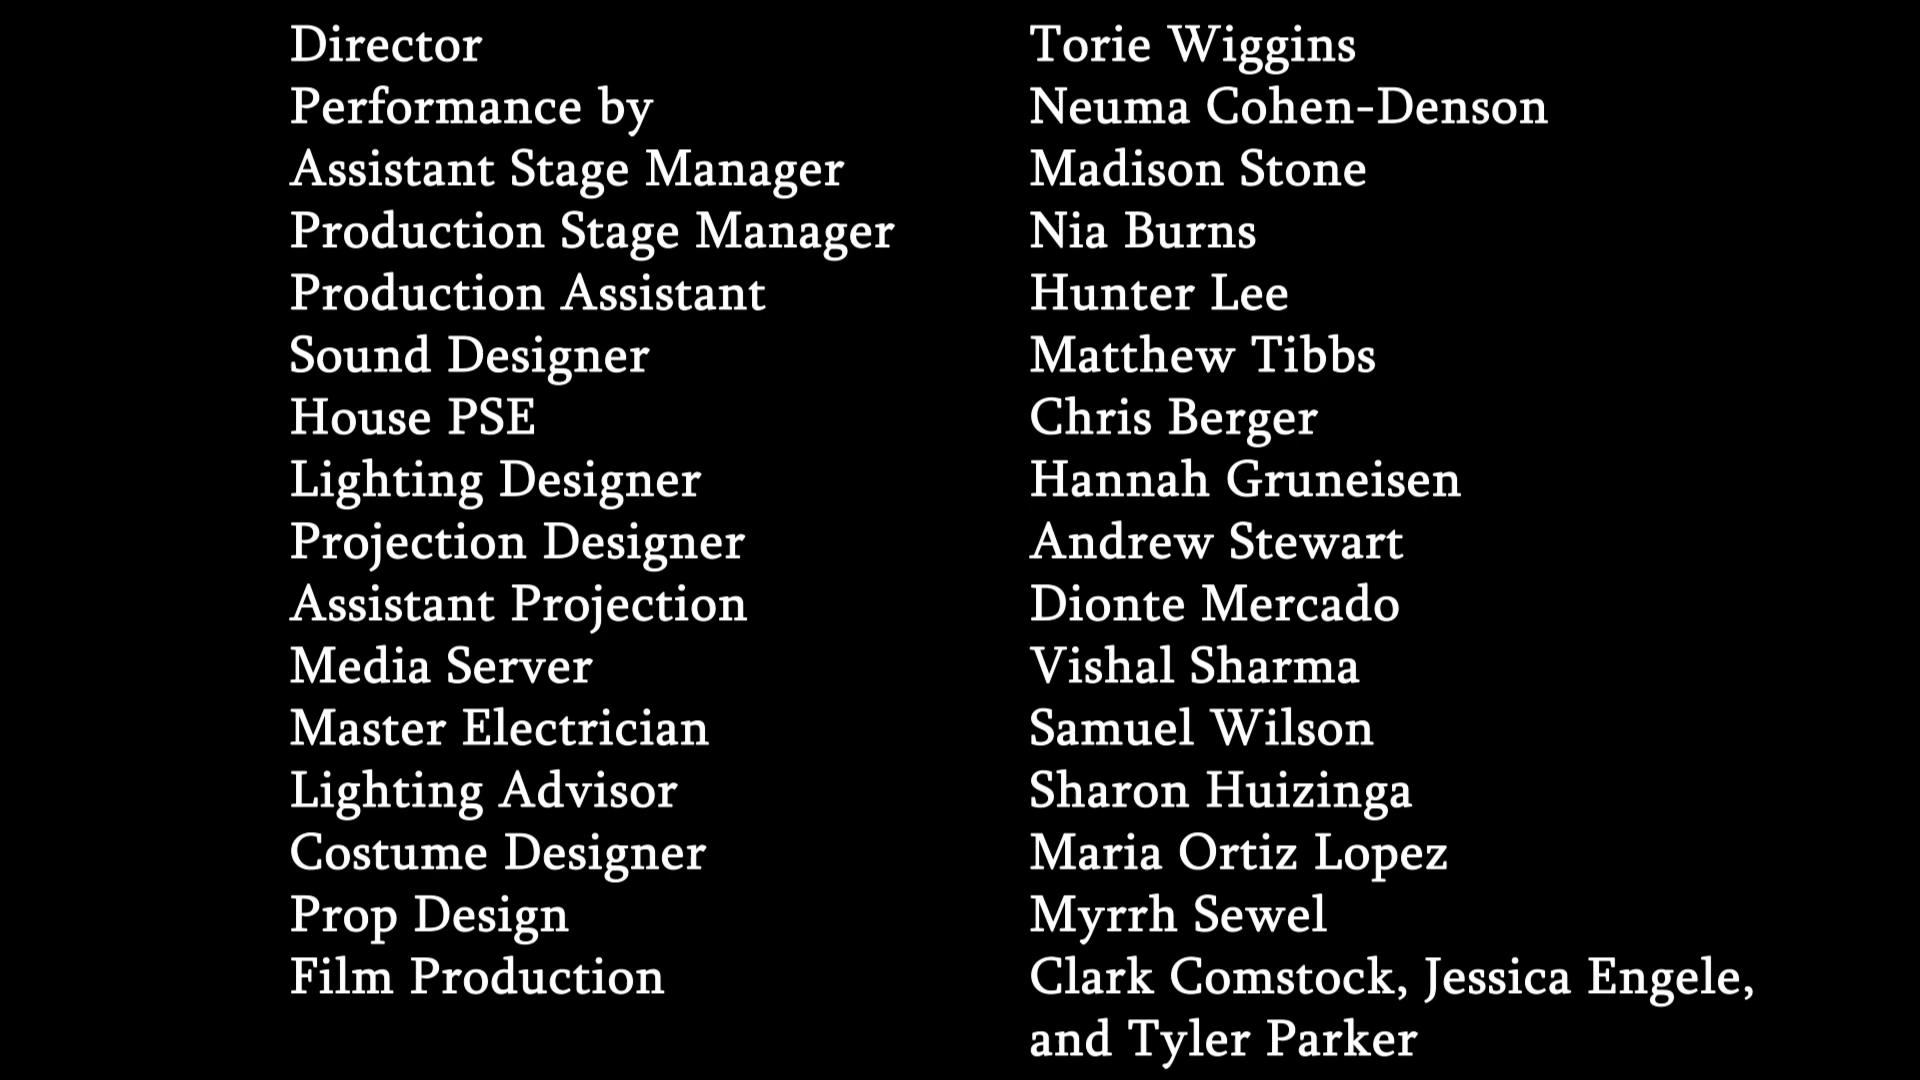 Director Torie Wiggins
Performance by Neuma Cohen-Denson
Assistant Stage Manager Madison Stone
Production Stage Manager Nia Burns
Production Assistant Hunter Lee
Sound Designer Matthew Tibbs
House PSE Chris Berger
Lighting Designer Hannah Gruneisen
Projection Designer Andrew Stewart
Assistant Projection Dionte Mercado
Media Server Vishal Sharma
Master Electrician Samuel Wilson
Lighting Advisor Sharon Huizinga
Costume Designer Maria Ortiz Lopez
Prop Design Myrrh Sewel
Film Production Clark Comstock, Jessica Engele,
and Tyler Parker